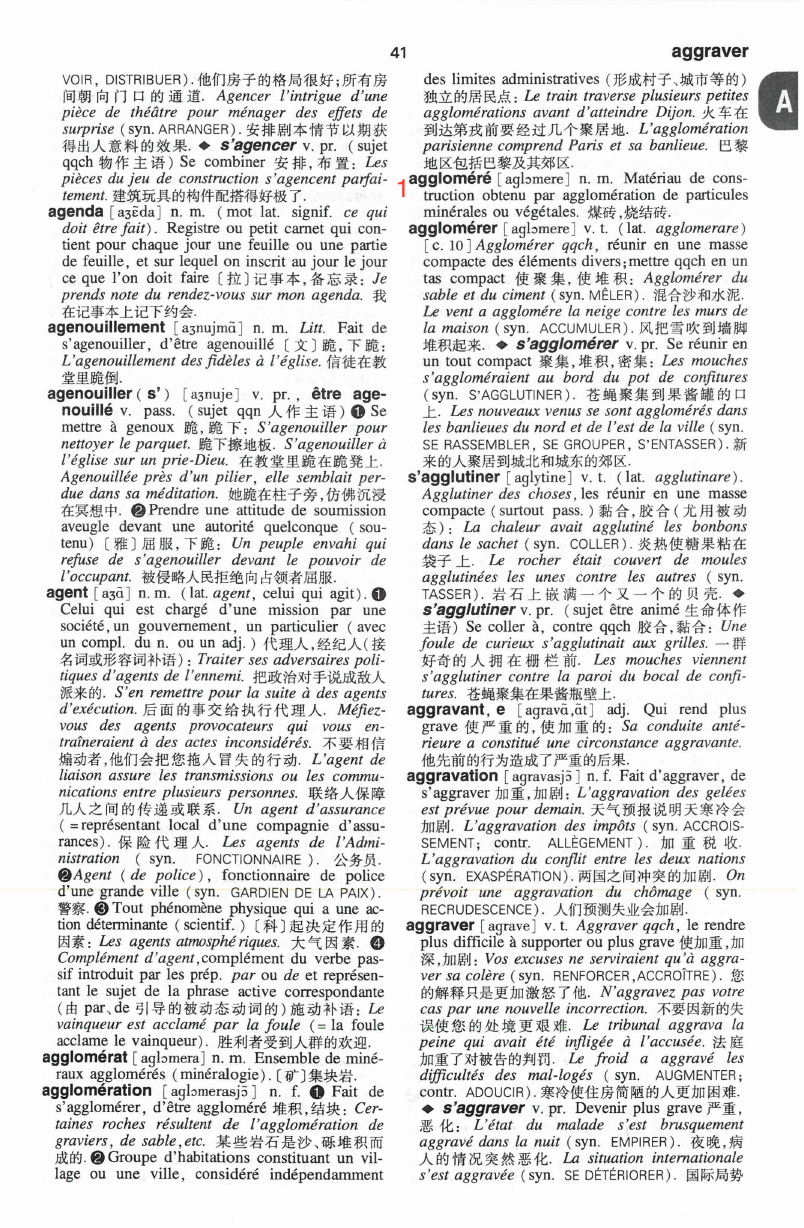 41
aggraver
A
VOIR, DISTRIBUER). 他们房子的格局很好;所有房
间朝向门口的通道. Agencer l'intrigue d'une
pièce de théâtre pour ménager des effets de
surprise (syn. ARRANGER). 安排剧本情节以期获
得出人意料的效果. ◆ s'agencer v. pr. (sujet
qqch 物作主语) Se combiner 安排,布置: Les
pièces du jeu de construction s'agencent parfai-
tement. 建筑玩具的构件配搭得好极了.
agenda [aʒɛ̃da] n. m. (mot lat. signif. ce qui
doit être fait). Registre ou petit carnet qui con-
tient pour chaque jour une feuille ou une partie
de feuille, et sur lequel on inscrit au jour le jour
ce que l'on doit faire 〔拉〕记事本,备忘录: Je
prends note du rendez-vous sur mon agenda. 我
在记事本上记下约会.
agenouillement [aʒnujmɑ̃] n. m. Litt. Fait de
s'agenouiller, d'être agenouillé 〔文〕跪,下跪:
L'agenouillement des fidèles à l'église. 信徒在教
堂里跪倒.
agenouiller (s') [aʒnuje] v. pr., être age-
nouillé v. pass. (sujet qqn 人作主语) ❶ Se
mettre à genoux 跪,跪下: S'agenouiller pour
nettoyer le parquet. 跪下擦地板. S'agenouiller à
l'église sur un prie-Dieu. 在教堂里跪在跪凳上.
Agenouillée près d'un pilier, elle semblait per-
due dans sa méditation. 她跪在柱子旁,仿佛沉浸
在冥想中. ❷ Prendre une attitude de soumission
aveugle devant une autorité quelconque (sou-
tenu) 〔雅〕屈服,下跪: Un peuple envahi qui
refuse de s'agenouiller devant le pouvoir de
l'occupant. 被侵略人民拒绝向占领者屈服.
agent [aʒɑ̃] n. m. (lat. agent, celui qui agit). ❶
Celui qui est chargé d'une mission par une
société, un gouvernement, un particulier (avec
un compl. du n. ou un adj.) 代理人,经纪人(接
名词或形容词补语): Traiter ses adversaires poli-
tiques d'agents de l'ennemi. 把政治对手说成敌人
派来的. S'en remettre pour la suite à des agents
d'exécution. 后面的事交给执行代理人. Méfiez-
vous des agents provocateurs qui vous en-
traîneraient à des actes inconsidérés. 不要相信
煽动者,他们会把您拖入冒失的行动. L'agent de
liaison assure les transmissions ou les commu-
nications entre plusieurs personnes. 联络人保障
几人之间的传递或联系. Un agent d'assurance
(=représentant local d'une compagnie d'assu-
rances). 保险代理人. Les agents de l'Admi-
nistration (syn. FONCTIONNAIRE). 公务员.
❷ Agent (de police), fonctionnaire de police
d'une grande ville (syn. GARDIEN DE LA PAIX).
警察. ❸ Tout phénomène physique qui a une ac-
tion déterminante (scientif.) 〔科〕起决定作用的
因素: Les agents atmosphériques. 大气因素. ❹
Complément d'agent, complément du verbe pas-
sif introduit par les prép. par ou de et représen-
tant le sujet de la phrase active correspondante
(由 par、de 引导的被动态动词的)施动补语: Le
vainqueur est acclamé par la foule (= la foule
acclame le vainqueur). 胜利者受到人群的欢迎.
agglomérat [aglɔmera] n. m. Ensemble de miné-
raux agglomérés (minéralogie). 〔矿〕集块岩.
agglomération [aglɔmerasjɔ̃] n. f. ❶ Fait de
s'agglomérer, d'être aggloméré 堆积,结块: Cer-
taines roches résultent de l'agglomération de
graviers, de sable, etc. 某些岩石是沙、砾堆积而
成的. ❷ Groupe d'habitations constituant un vil-
lage ou une ville, considéré indépendamment
des limites administratives (形成村子、城市等的)
独立的居民点: Le train traverse plusieurs petites
agglomérations avant d'atteindre Dijon. 火车在
到达第戎前要经过几个聚居地. L'agglomération
parisienne comprend Paris et sa banlieue. 巴黎
地区包括巴黎及其郊区.
1 aggloméré [aglɔmere] n. m. Matériau de cons-
truction obtenu par agglomération de particules
minérales ou végétales. 煤砖,烧结砖.
agglomérer [aglɔmere] v. t. (lat. agglomerare)
[c. 10] Agglomérer qqch, réunir en une masse
compacte des éléments divers; mettre qqch en un
tas compact 使聚集,使堆积: Agglomérer du
sable et du ciment (syn. MÊLER). 混合沙和水泥.
Le vent a aggloméré la neige contre les murs de
la maison (syn. ACCUMULER). 风把雪吹到墙脚
堆积起来. ◆ s'agglomérer v. pr. Se réunir en
un tout compact 聚集,堆积,密集: Les mouches
s'aggloméraient au bord du pot de confitures
(syn. S'AGGLUTINER). 苍蝇聚集到果酱罐的口
上. Les nouveaux venus se sont agglomérés dans
les banlieues du nord et de l'est de la ville (syn.
SE RASSEMBLER, SE GROUPER, S'ENTASSER). 新
来的人聚居到城北和城东的郊区.
s'agglutiner [aglytine] v. t. (lat. agglutinare).
Agglutiner des choses, les réunir en une masse
compacte (surtout pass.) 黏合,胶合(尤用被动
态): La chaleur avait agglutiné les bonbons
dans le sachet (syn. COLLER). 炎热使糖果粘在
袋子上. Le rocher était couvert de moules
agglutinées les unes contre les autres (syn.
TASSER). 岩石上嵌满一个又一个的贝壳. ◆
s'agglutiner v. pr. (sujet être animé 生命体作
主语) Se coller à, contre qqch 胶合,黏合: Une
foule de curieux s'agglutinait aux grilles. 一群
好奇的人拥在栅栏前. Les mouches viennent
s'agglutiner contre la paroi du bocal de confi-
tures. 苍蝇聚集在果酱瓶壁上.
aggravant, e [agravɑ̃, ɑ̃t] adj. Qui rend plus
grave 使严重的,使加重的: Sa conduite anté-
rieure a constitué une circonstance aggravante.
他先前的行为造成了严重的后果.
aggravation [agravasjɔ̃] n. f. Fait d'aggraver, de
s'aggraver 加重,加剧: L'aggravation des gelées
est prévue pour demain. 天气预报说明天寒冷会
加剧. L'aggravation des impôts (syn. ACCROIS-
SEMENT; contr. ALLÈGEMENT). 加重税收.
L'aggravation du conflit entre les deux nations
(syn. EXASPÉRATION). 两国之间冲突的加剧. On
prévoit une aggravation du chômage (syn.
RECRUDESCENCE). 人们预测失业会加剧.
aggraver [agrave] v. t. Aggraver qqch, le rendre
plus difficile à supporter ou plus grave 使加重,加
深,加剧: Vos excuses ne serviraient qu'à aggra-
ver sa colère (syn. RENFORCER, ACCROÎTRE). 您
的解释只是更加激怒了他. N'aggravez pas votre
cas par une nouvelle incorrection. 不要因新的失
误使您的处境更艰难. Le tribunal aggrava la
peine qui avait été infligée à l'accusée. 法庭
加重了对被告的判罚. Le froid a aggravé les
difficultés des mal-logés (syn. AUGMENTER;
contr. ADOUCIR). 寒冷使住房简陋的人更加困难.
◆ s'aggraver v. pr. Devenir plus grave 严重,
恶化: L'état du malade s'est brusquement
aggravé dans la nuit (syn. EMPIRER). 夜晚,病
人的情况突然恶化. La situation internationale
s'est aggravée (syn. SE DÉTÉRIORER). 国际局势